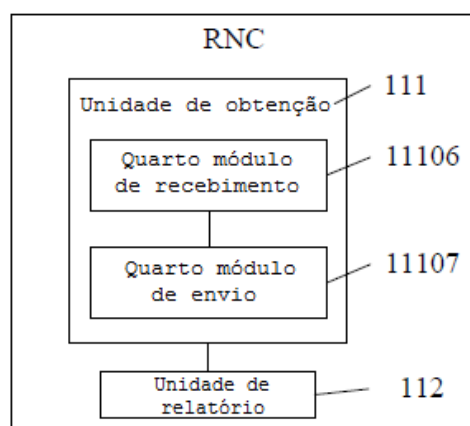 RNC
Unidade de obtenção
111
Quarto módulo
de recebimento
11106
Quarto módulo
de envio
11107
Unidade de
relatório
112